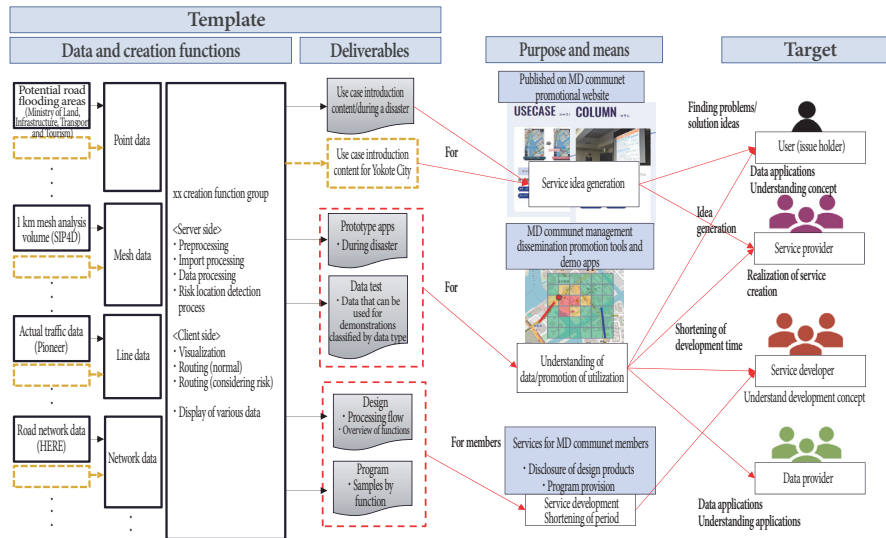 Template
Data and creation functions
Deliverables
Purpose and means
Target
Potential road
flooding areas
(Ministry of Land,
Infrastructure, Transport
and Tourism)
Point data
1 km mesh analysis
volume (SIP4D)
Mesh data
Actual traffic data
(Pioneer)
Line data
Road network data
(HERE)
Network data
xx creation function group
<Server side>
・Preprocessing
・Import processing
・Data processing
・Risk location detection
process
<Client side>
・Visualization
・Routing (normal)
・Routing (considering risk)
・Display of various data
Use case introduction
content/during a disaster
Use case introduction
content for Yokote City
Prototype apps
・During disaster
Data test
・Data that can be
used for
demonstrations
classified by data type
Design
・Processing flow
・Overview of functions
Program
・Samples by
function
For
For
For members
Published on MD communet
promotional website
USECASE
COLUMN
Service idea generation
MD communet management
dissemination promotion tools and
demo apps
Understanding of
data/promotion of utilization
Services for MD communet members
・Disclosure of design products
・Program provision
Service development
Shortening of period
Finding problems/
solution ideas
User (issue holder)
Data applications
Understanding concept
Idea
generation
Service provider
Realization of service
creation
Shortening of
development time
Service developer
Understand development concept
Data provider
Data applications
Understanding applications